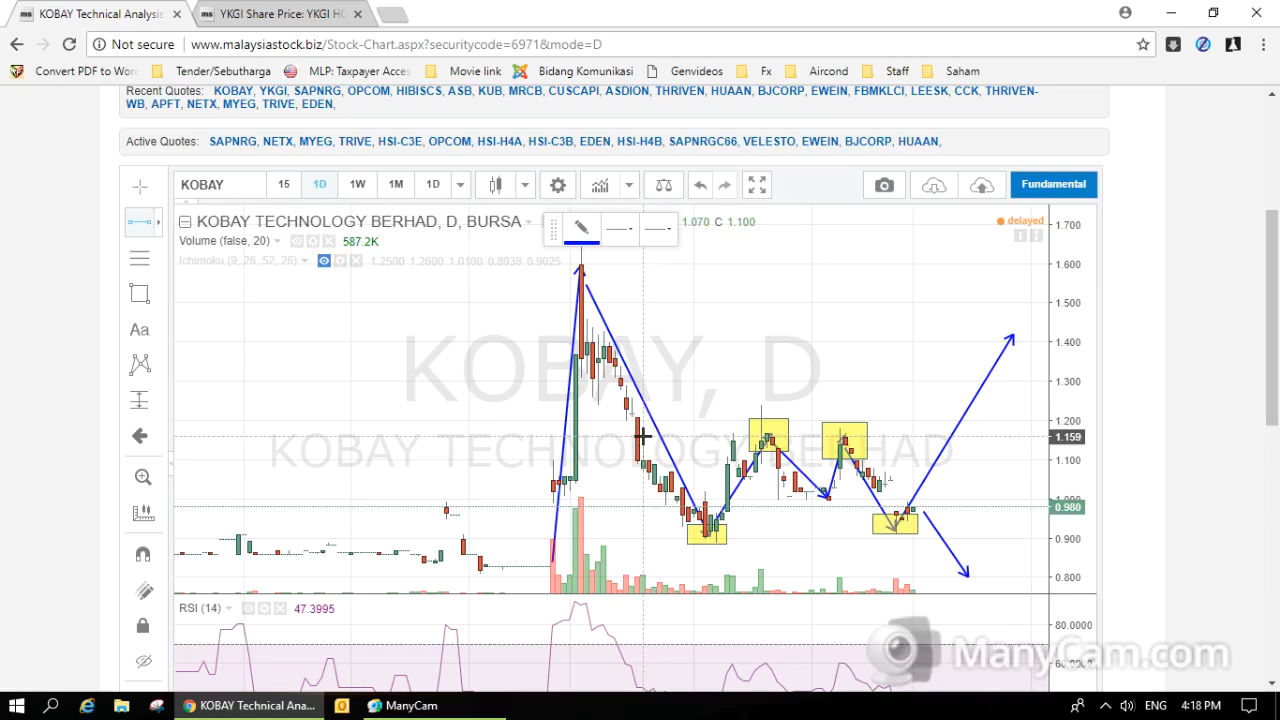 KOBAY Technical Analysis
YKGI Share Price: YKGI HO
Not secure
www.malaysiastock.biz/Stock-Chart.aspx?securitycode=6971&mode=D
Convert PDF to Word
Tender/Sebutharga
MLP: Taxpayer Acces
Movie link
Bidang Komunikasi
Genvideos
Fx
Aircond
Staff
Saham
Recent Quotes: KOBAY, YKGI, SAPNRG, OPCOM, HIBISCS, ASB, KUB, MRCB, CUSCAPI, ASDION, THRIVEN, HUAAN, BJCORP, EWEIN, FBMKLCI, LEESK, CCK, THRIVEN-
WB, APFT, NETX, MYEG, TRIVE, EDEN,
Active Quotes: SAPNRG, NETX, MYEG, TRIVE, HSI-C3E, OPCOM, HSI-H4A, HSI-C3B, EDEN, HSI-H4B, SAPNRGC66, VELESTO, EWEIN, BJCORP, HUAAN,
KOBAY 15 1D 1W 1M 1D Fundamental
KOBAY TECHNOLOGY BERHAD, D, BURSA 1.070 C 1.100
delayed
Volume (false, 20) 587.2K
Ichimoku (9, 26, 52, 26) 1.2500 1.2600 1.0100 0.8938 0.9025
1.700
1.600
1.500
1.400
1.300
1.200
1.159
1.100
1.000
0.980
0.900
0.800
KOBAY, D
KOBAY TECHNOLOGY BERHAD
Aa
RSI (14) 47.3995
80.0000
60.0000
ManyCam
KOBAY Technical Ana...
ManyCam
ENG
4:18 PM